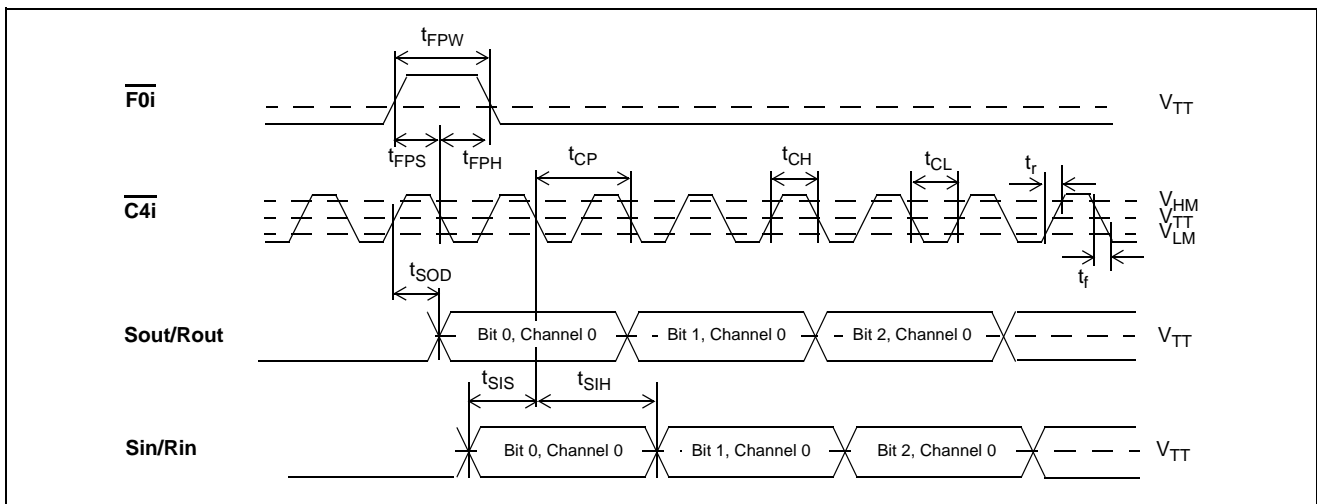 tFPW
F0i
VTT
tFPS tFPH tCP tCH tCL tr
C4i
VHM
VTT
VLM
tSOD tf
Sout/Rout Bit 0, Channel 0 Bit 1, Channel 0 Bit 2, Channel 0 VTT
tSIS tSIH
Sin/Rin Bit 0, Channel 0 Bit 1, Channel 0 Bit 2, Channel 0 VTT